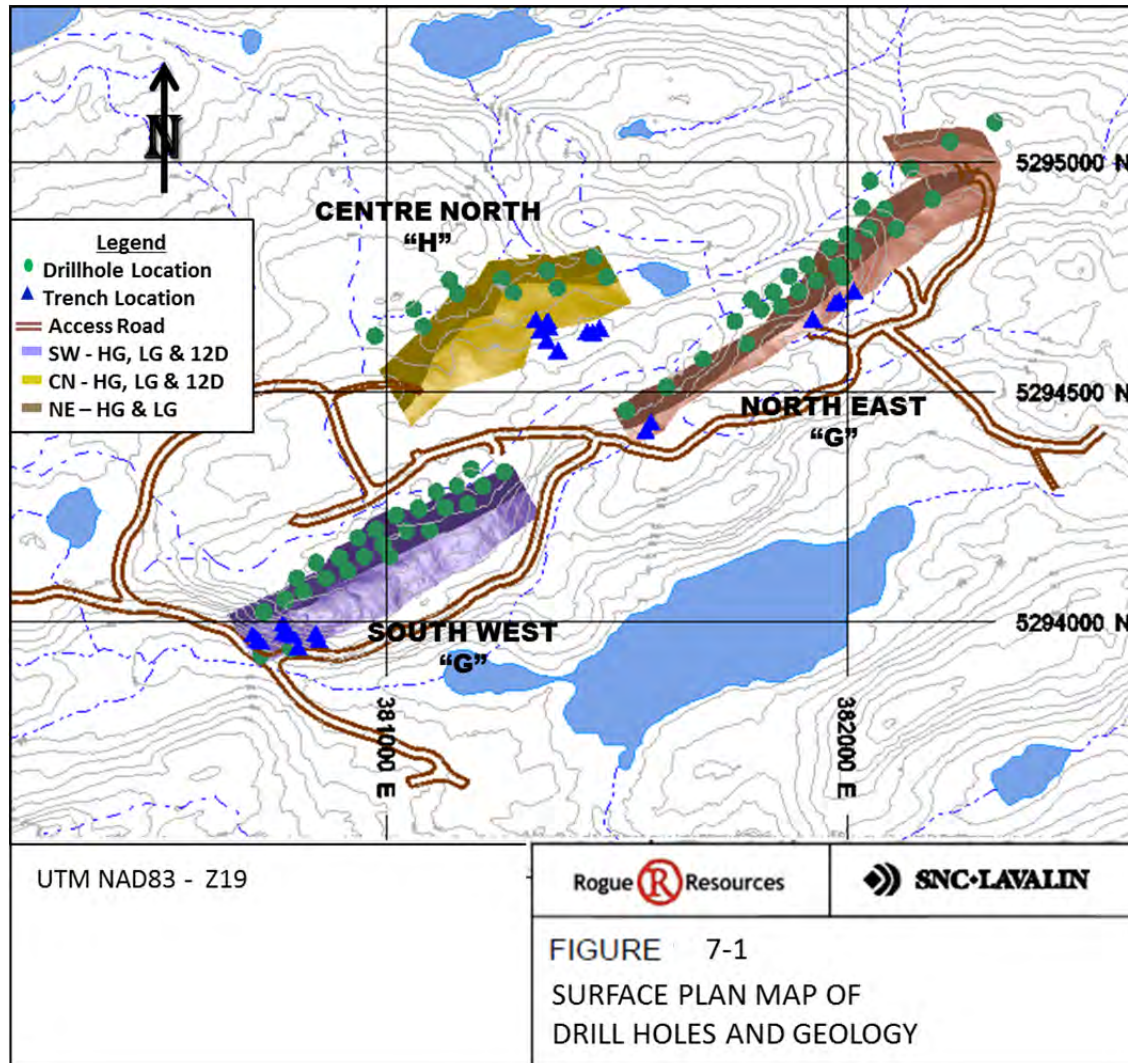 N
5295000 N
CENTRE NORTH
“H”
Legend
Drillhole Location
Trench Location
Access Road
SW - HG, LG & 12D
CN - HG, LG & 12D
NE – HG & LG
5294500 N
NORTH EAST
“G”
5294000 N
SOUTH WEST
“G”
381000 E
382000 E
UTM NAD83 - Z19
Rogue R Resources
SNC•LAVALIN
FIGURE 7-1
SURFACE PLAN MAP OF
DRILL HOLES AND GEOLOGY